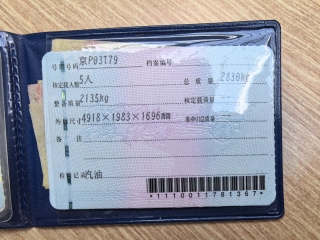 号牌号码 京P03T79 档案编号
核定载人数 5人 总质量 2830kg
整备质量 2135kg 核定载质量
外廓尺寸 4918×1983×1696mm 准牵引总质量
备注
检验记录 汽油
*1110011781367*